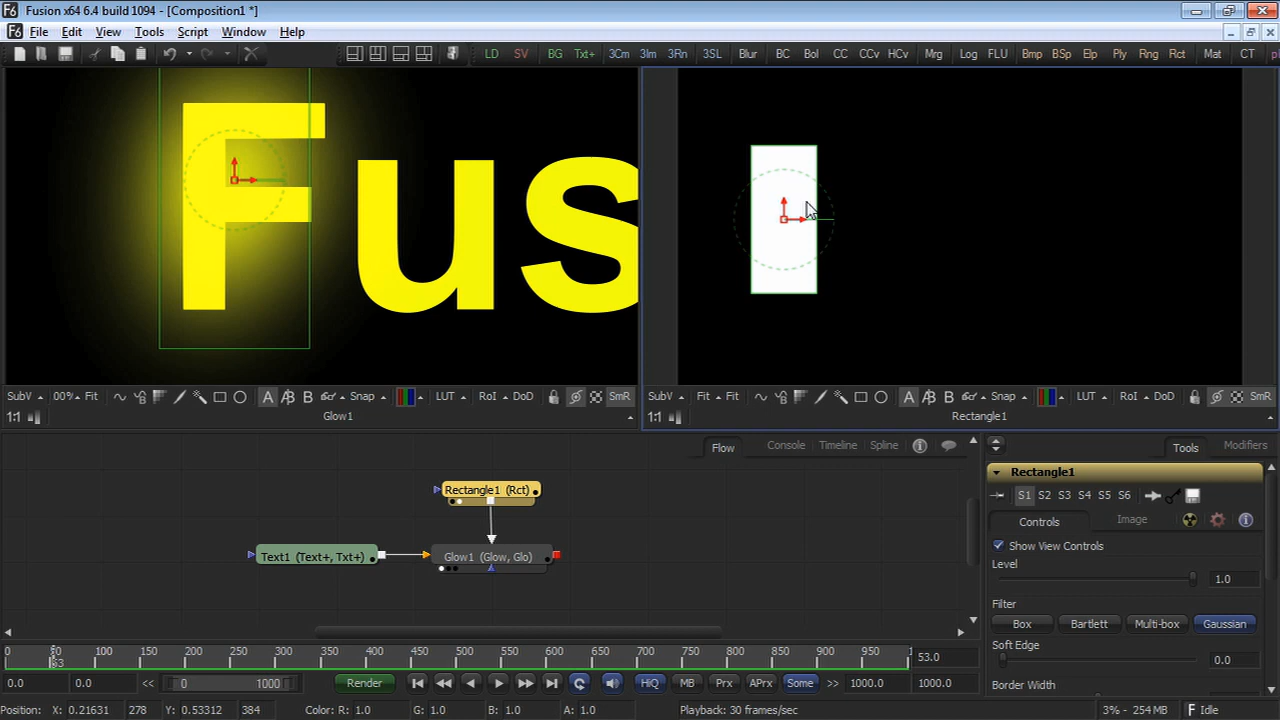 Fusion x64 6.4 build 1094 - [Composition1 *]
File Edit View Tools Script Window Help
LD SV BG Txt+ 3Cm 3Im 3Rn 3SL Blur BC Bol CC CCv HCv Mrg Log FLU Bmp BSp Elp Ply Rng Rct Mat CT
Fus
SubV 00% Fit A B Snap LUT RoI DoD SmR
1:1 Glow1
SubV Fit Fit A B Snap LUT RoI DoD SmR
1:1 Rectangle1
Flow Console Timeline Spline
Tools Modifiers
Rectangle1
S1 S2 S3 S4 S5 S6
Controls Image
Show View Controls
Level
1.0
Filter
Box Bartlett Multi-box Gaussian
Soft Edge
0.0
Border Width
Rectangle1 (Rct)
Text1 (Text+, Txt+) Glow1 (Glow, Glo)
0 50 100 150 200 250 300 350 400 450 500 550 600 650 700 750 800 850 900 950 1
53 53.0
0.0 0.0 << 0 1000 Render HiQ MB Prx APrx Some >> 1000.0 1000.0
Position: X: 0.21631 278 Y: 0.53312 384 Color: R: 1.0 G: 1.0 B: 1.0 A: 1.0 Playback: 30 frames/sec 3% - 254 MB Idle